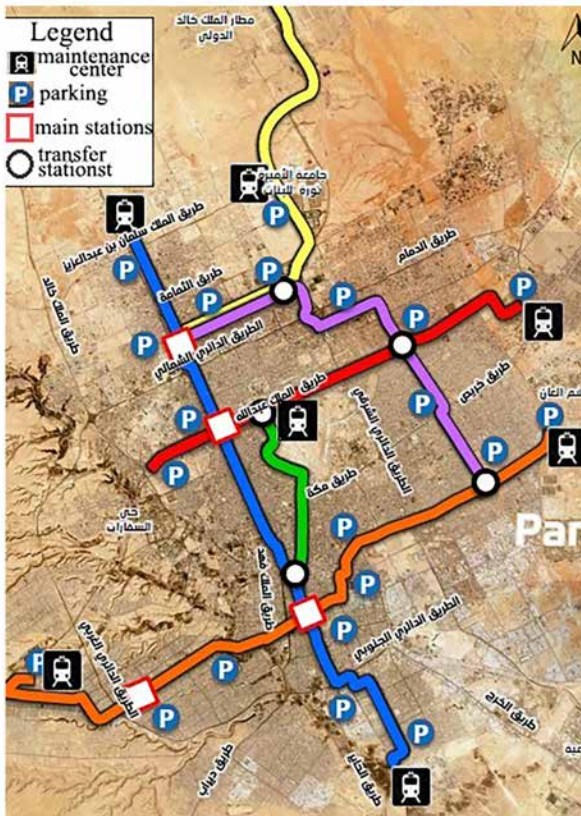 مطار الملك خالد
الدولي
Legend
maintenance
center
P parking
main stations
transfer
stationst
N
جامعة الأميرة
نورة للبنات
P
طريق الملك سلمان بن عبدالعزيز
طريق الدمام
P
طريق الثمامة
P
P
P
P
طريق الملك خالد
P
الطريق الدائري الشمالي
P
طريق خريص
P
طريق الملك عبدالله
P
P
الطريق الدائري الشرقي
طريق مكة
P
P
حي
السفارات
Par
P
طريق الملك فهد
الطريق الدائري الجنوبي
P
P
P
الطريق الدائري الغربي
P
P
طريق الخرج
P
طريق ديراب
طريق الحاير